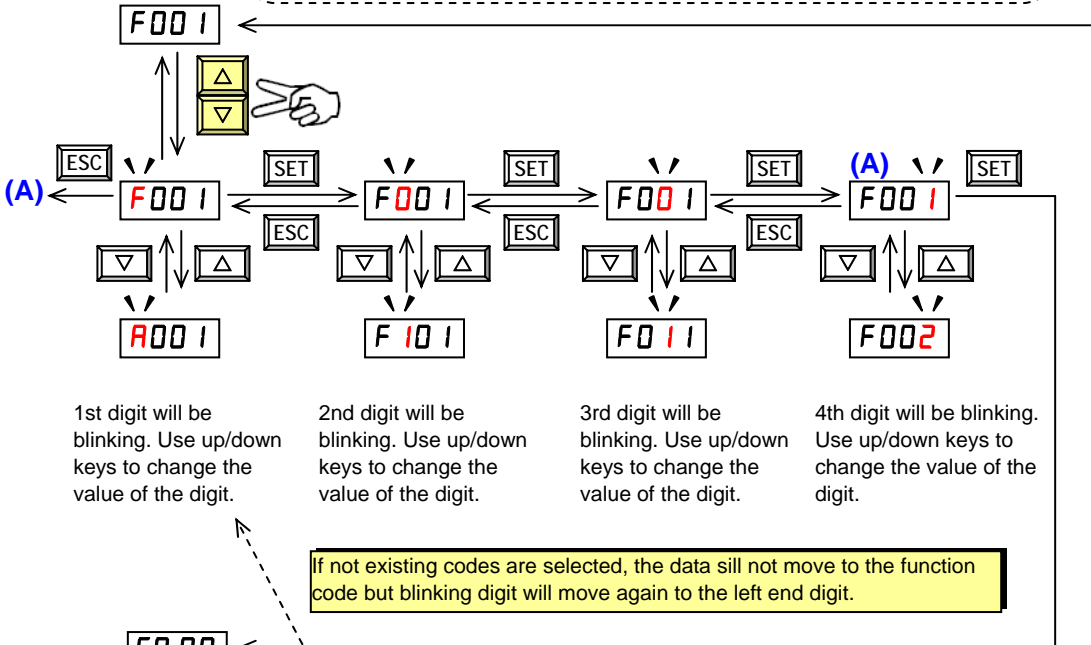 F001
ESC
SET
SET
(A)
SET
SET
(A)
F001
F001
F001
F001
ESC
ESC
ESC
A001
F101
F011
F002
1st digit will be
blinking. Use up/down
keys to change the
value of the digit.
2nd digit will be
blinking. Use up/down
keys to change the
value of the digit.
3rd digit will be
blinking. Use up/down
keys to change the
value of the digit.
4th digit will be blinking.
Use up/down keys to
change the value of the
digit.
If not existing codes are selected, the data sill not move to the function
code but blinking digit will move again to the left end digit.